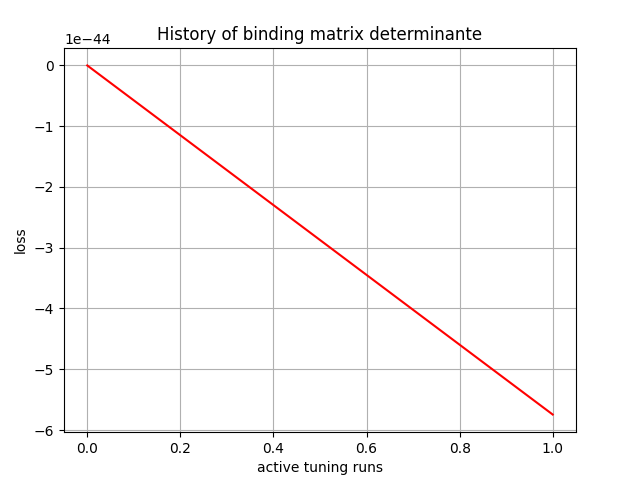 History of binding matrix determinante
1e−44
0
−1
−2
−3
−4
−5
−6
loss
0.0 0.2 0.4 0.6 0.8 1.0
active tuning runs